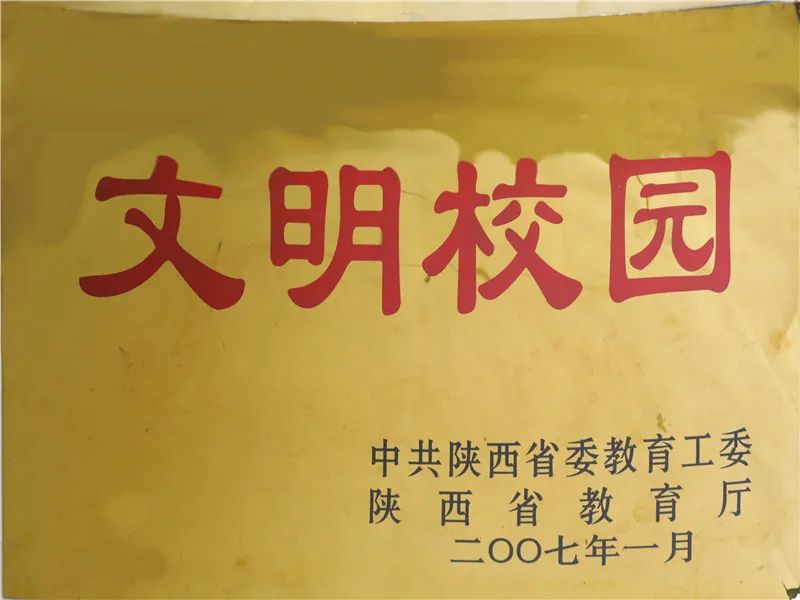 文明校园
中共陕西省委教育工委
陕西省教育厅
二〇〇七年一月